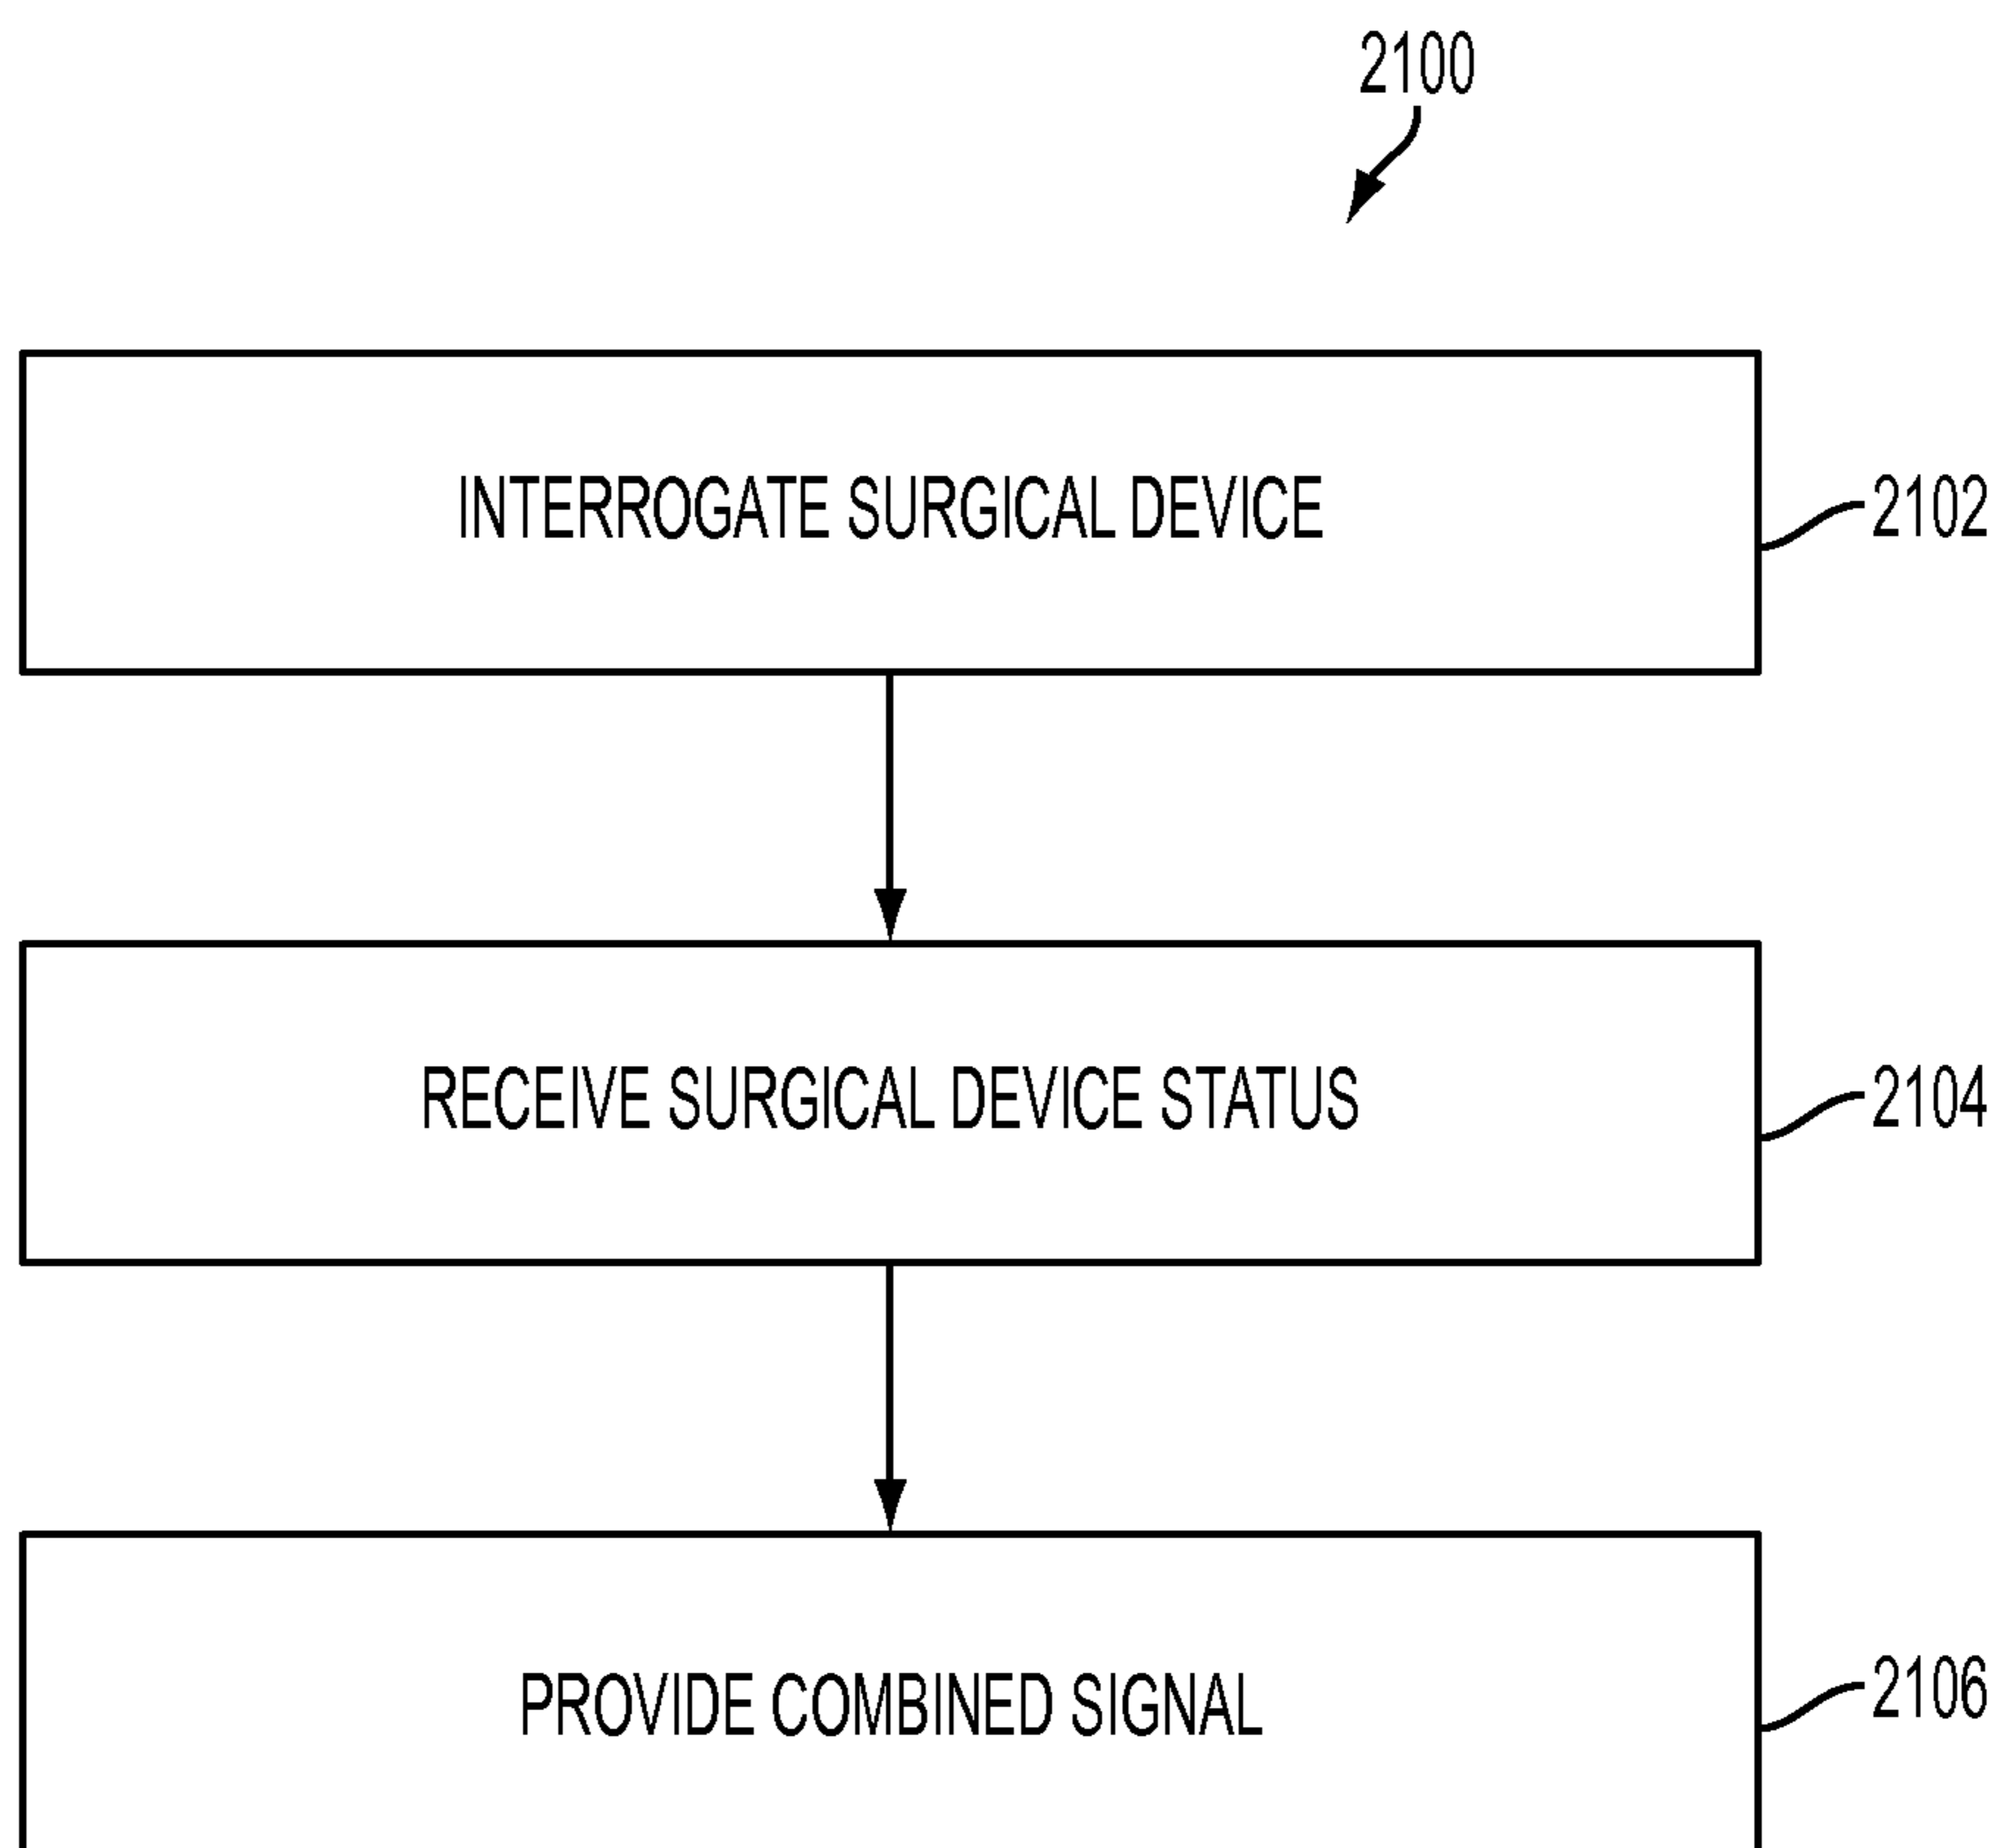 2100
INTERROGATE SURGICAL DEVICE
2102
RECEIVE SURGICAL DEVICE STATUS
2104
PROVIDE COMBINED SIGNAL
2106